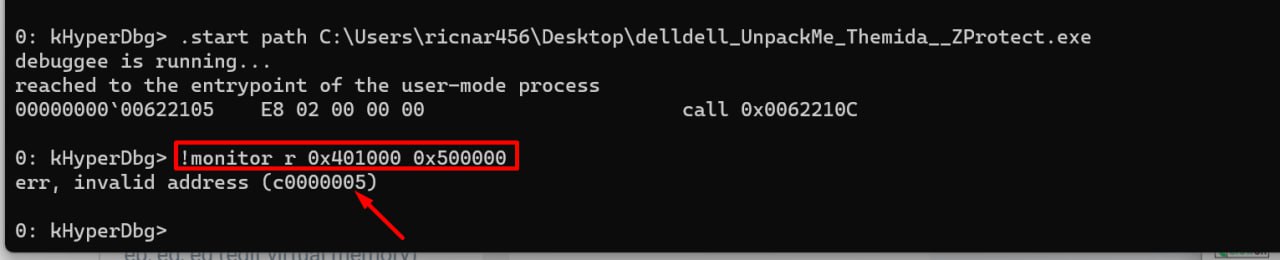 0: kHyperDbg> .start path C:\Users\ricnar456\Desktop\delldell_UnpackMe_Themida__ZProtect.exe
debuggee is running...
reached to the entrypoint of the user-mode process
00000000`00622105    E8 02 00 00 00                      call 0x0062210C
0: kHyperDbg> !monitor r 0x401000 0x500000
err, invalid address (c0000005)
0: kHyperDbg>